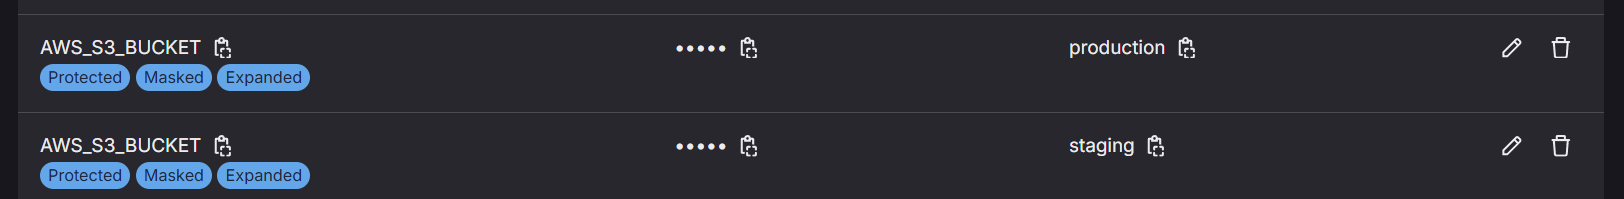 AWS_S3_BUCKET ••••• production
Protected Masked Expanded
AWS_S3_BUCKET ••••• staging
Protected Masked Expanded